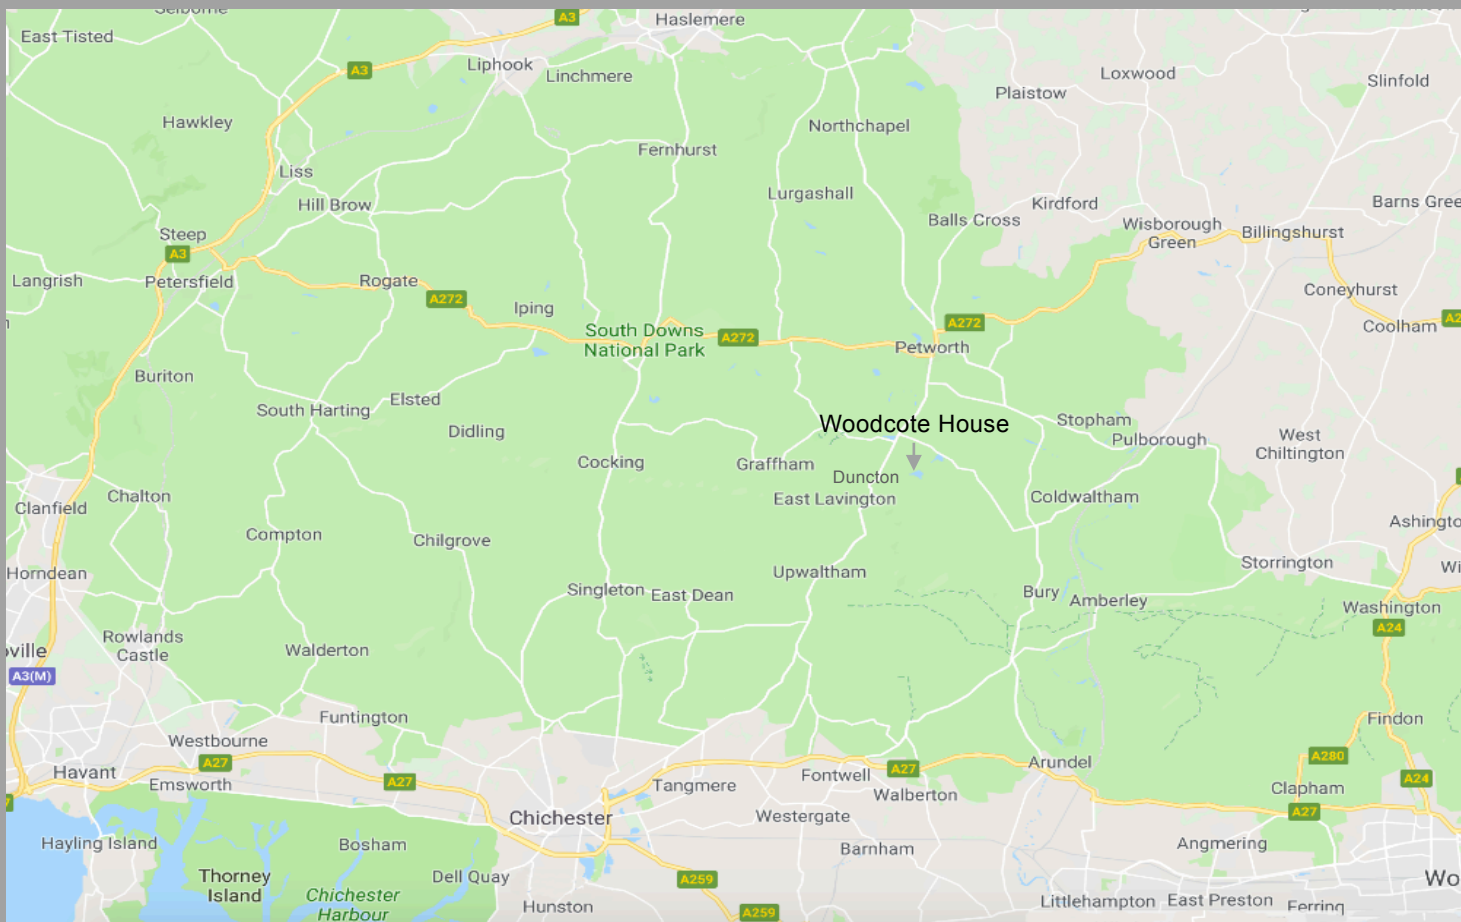 Haslemere
A3
East Tisted
Liphook
A3
Linchmere
Loxwood
Slinfold
Plaistow
Hawkley
Northchapel
Fernhurst
Liss
Lurgashall
Hill Brow
Kirdford
Balls Cross
Barns Gree
Steep
Wisborough
Green
Billingshurst
A3
Langrish
Petersfield
Rogate
A272
Iping
Coneyhurst
South Downs
National Park
A272
A272
Coolham
Petworth
Buriton
South Harting
Elsted
Didling
Woodcote House
Stopham
Pulborough
West
Chiltington
Cocking
Graffham
Duncton
East Lavington
Coldwaltham
Chalton
Clanfield
Compton
Chilgrove
Ashingto
Horndean
Upwaltham
Storrington
Wi
Singleton
East Dean
Bury
Amberley
Washington
A24
Rowlands
Castle
Walderton
ville
A3(M)
Funtington
Findon
Westbourne
A27
Havant
Emsworth
A27
Tangmere
Fontwell
A27
Walberton
Arundel
A280
A24
Clapham
A27
Chichester
Westergate
Hayling Island
Bosham
Barnham
Angmering
Thorney
Island
Dell Quay
A259
Wo
Chichester
Harbour
Hunston
A259
Littlehampton
East Preston
Ferring